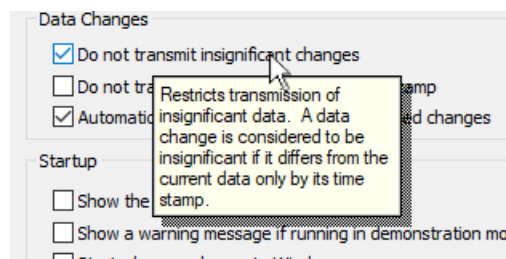 Data Changes
Do not transmit insignificant changes
Do not tra
amp
Automatic
d changes
Restricts transmission of
insignificant data. A data
change is considered to be
insignificant if it differs from the
current data only by its time
stamp.
Startup
Show the
Show a warning message if running in demonstration mo